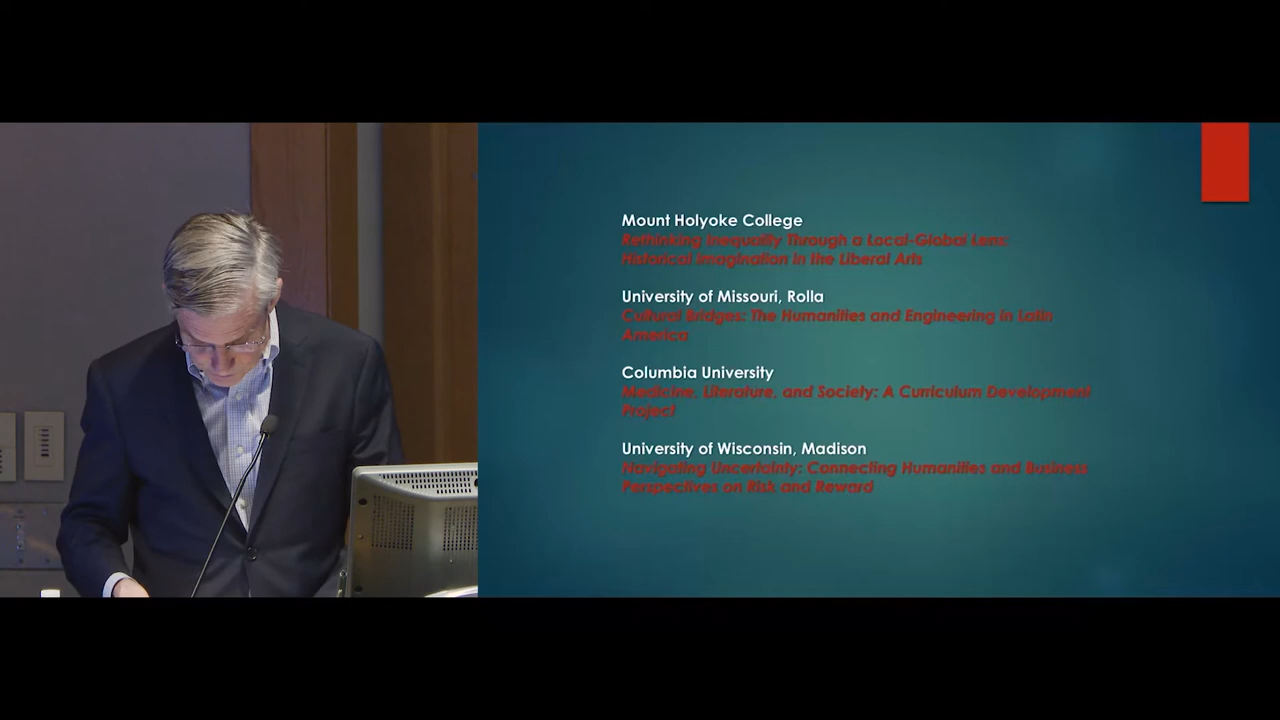 Mount Holyoke College
Rethinking Inequality Through a Local-Global Lens:
Historical Imagination in the Liberal Arts
University of Missouri, Rolla
Cultural Bridges: The Humanities and Engineering in Latin
America
Columbia University
Medicine, Literature, and Society: A Curriculum Development
Project
University of Wisconsin, Madison
Navigating Uncertainty: Connecting Humanities and Business
Perspectives on Risk and Reward